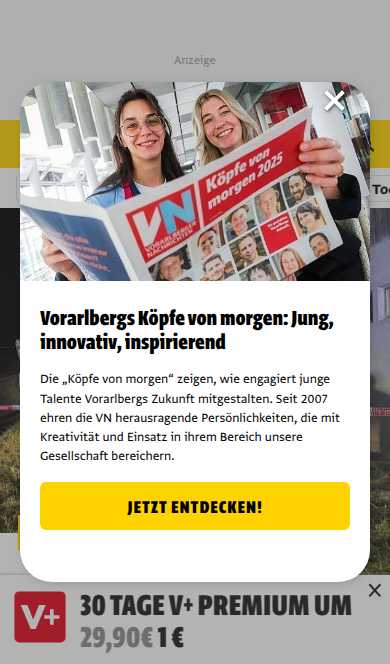 Anzeige
Köpfe von
morgen 2025
VN
VORARLBERGER
NACHRICHTEN
Vorarlbergs Köpfe von morgen: Jung,
innovativ, inspirierend
Die „Köpfe von morgen“ zeigen, wie engagiert junge
Talente Vorarlbergs Zukunft mitgestalten. Seit 2007
ehren die VN herausragende Persönlichkeiten, die mit
Kreativität und Einsatz in ihrem Bereich unsere
Gesellschaft bereichern.
JETZT ENTDECKEN!
V+
30 TAGE V+ PREMIUM UM
29,90€ 1 €